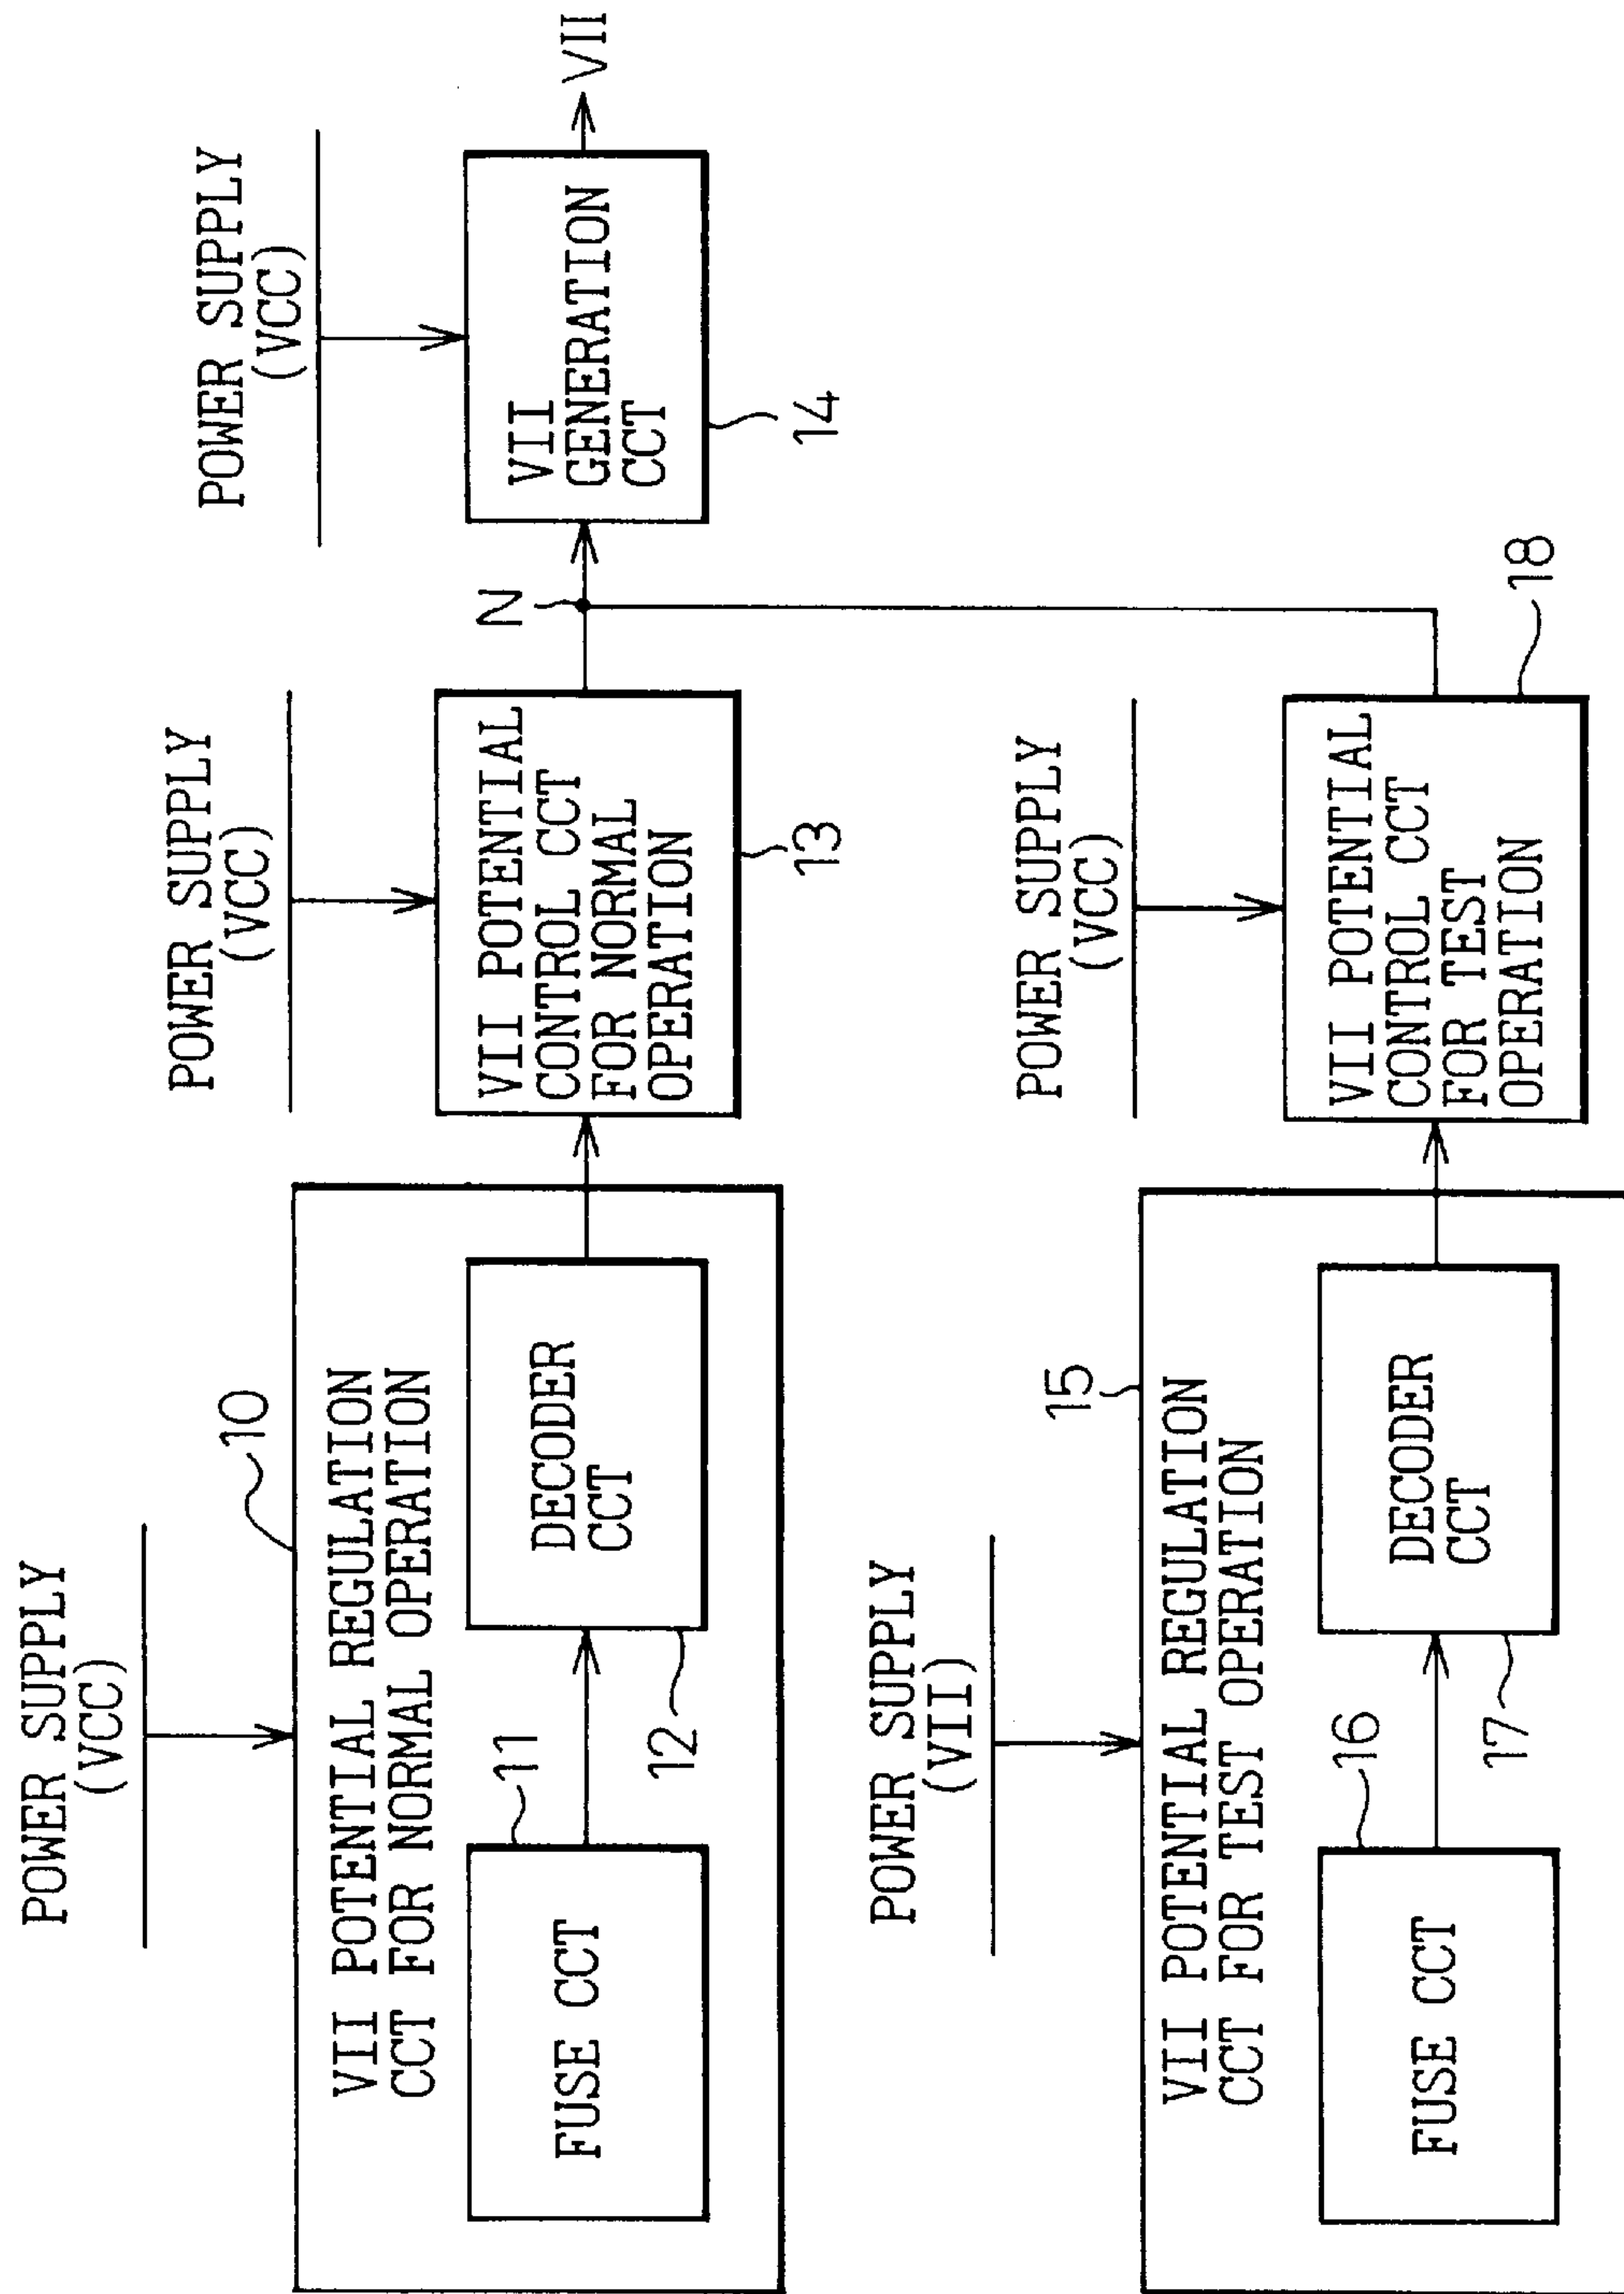 POWER SUPPLY
(VCC)
10
VII POTENTIAL REGULATION
CCT FOR NORMAL OPERATION
11
FUSE CCT
12
DECODER
CCT
POWER SUPPLY
(VCC)
VII POTENTIAL
CONTROL CCT
FOR NORMAL
OPERATION
13
N
POWER SUPPLY
(VCC)
VII
GENERATION
CCT
14
VII
POWER SUPPLY
(VII)
15
VII POTENTIAL REGULATION
CCT FOR TEST OPERATION
16
FUSE CCT
17
DECODER
CCT
POWER SUPPLY
(VCC)
VII POTENTIAL
CONTROL CCT
FOR TEST
OPERATION
18